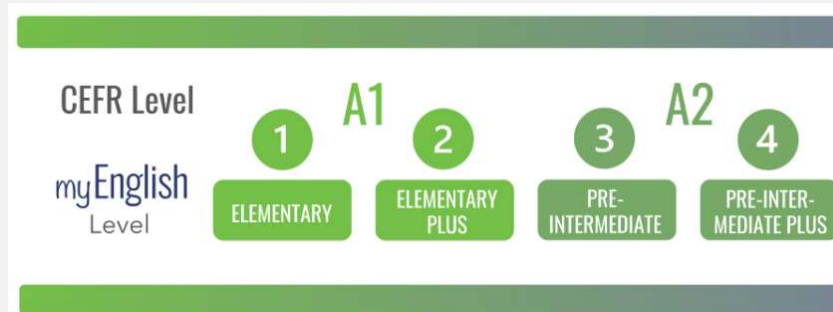 CEFR Level
A1
A2
1
2
3
4
myEnglish
Level
ELEMENTARY
ELEMENTARY
PLUS
PRE-
INTERMEDIATE
PRE-INTER-
MEDIATE PLUS